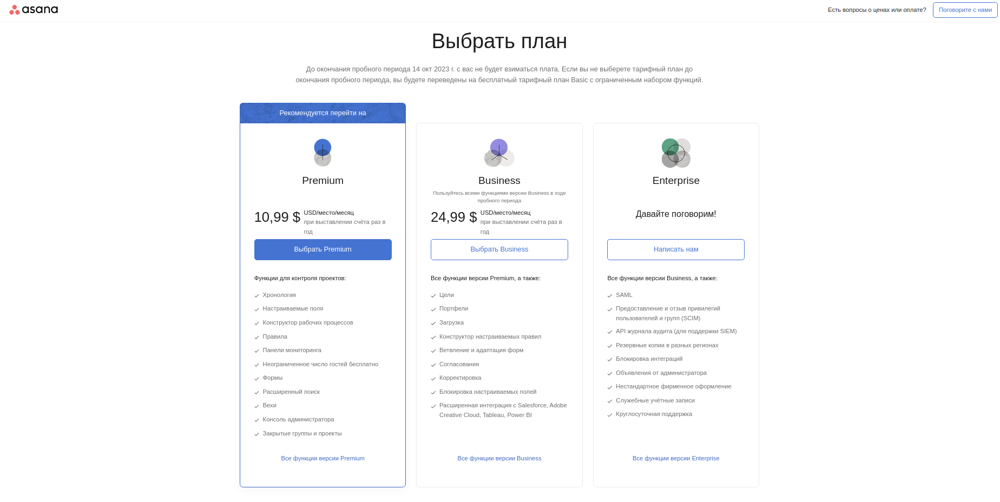 asana
Есть вопросы о ценах или оплате?
Поговорите с нами
Выбрать план
До окончания пробного периода 14 окт 2023 г. с вас не будет взиматься плата. Если вы не выберете тарифный план до
окончания пробного периода, вы будете переведены на бесплатный тарифный план Basic с ограниченным набором функций.
Рекомендуется перейти на
Premium
10,99 $
USD/место/месяц
при выставлении счёта раз в
год
Выбрать Premium
Функции для контроля проектов:
Хронология
Настраиваемые поля
Конструктор рабочих процессов
Правила
Панели мониторинга
Неограниченное число гостей бесплатно
Формы
Расширенный поиск
Вехи
Консоль администратора
Закрытые группы и проекты
Все функции версии Premium
Business
Пользуйтесь всеми функциями версии Business в ходе
пробного периода
24,99 $
USD/место/месяц
при выставлении счёта раз в
год
Выбрать Business
Все функции версии Premium, а также:
Цели
Портфели
Загрузка
Конструктор настраиваемых правил
Ветвление и адаптация форм
Согласования
Корректировка
Блокировка настраиваемых полей
Расширенная интеграция с Salesforce, Adobe
Creative Cloud, Tableau, Power BI
Все функции версии Business
Enterprise
Давайте поговорим!
Написать нам
Все функции версии Business, а также:
SAML
Предоставление и отзыв привилегий
пользователей и групп (SCIM)
API журнала аудита (для поддержки SIEM)
Резервные копии в разных регионах
Блокировка интеграций
Объявления от администратора
Нестандартное фирменное оформление
Служебные учётные записи
Круглосуточная поддержка
Все функции версии Enterprise